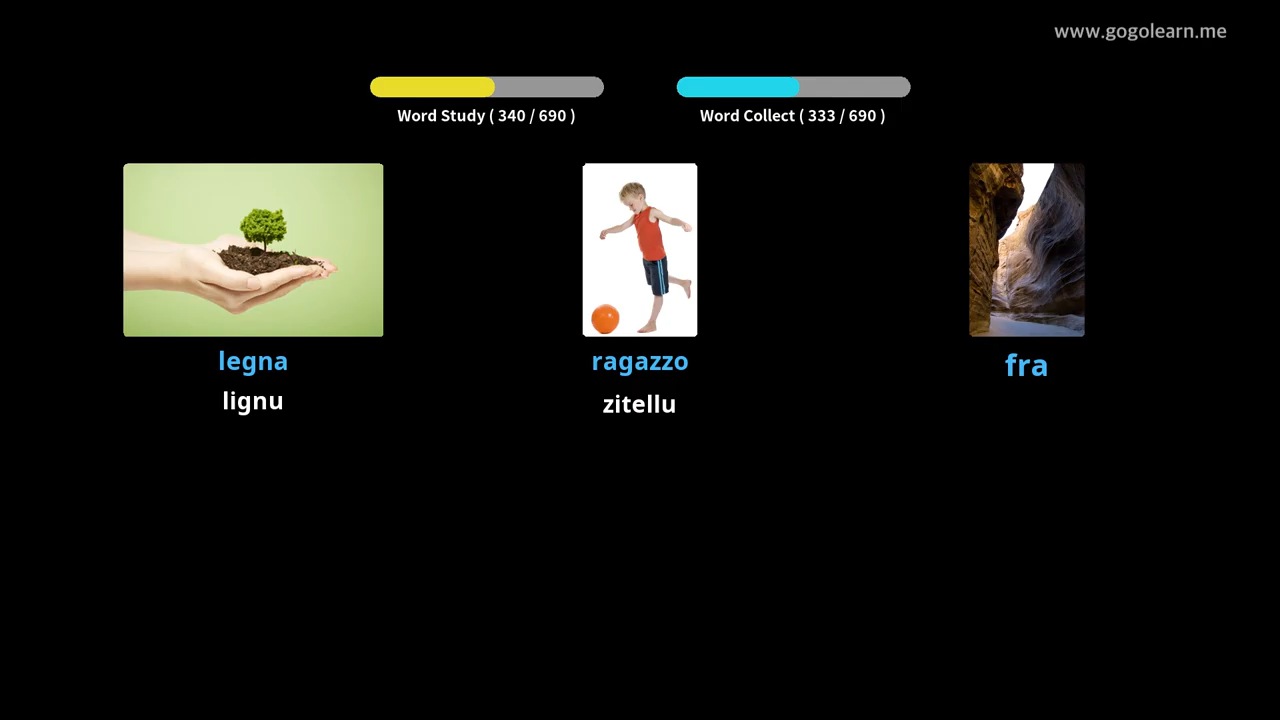 www.gogolearn.me
Word Study ( 340 / 690 )
Word Collect ( 333 / 690 )
legna
lignu
ragazzo
zitellu
fra